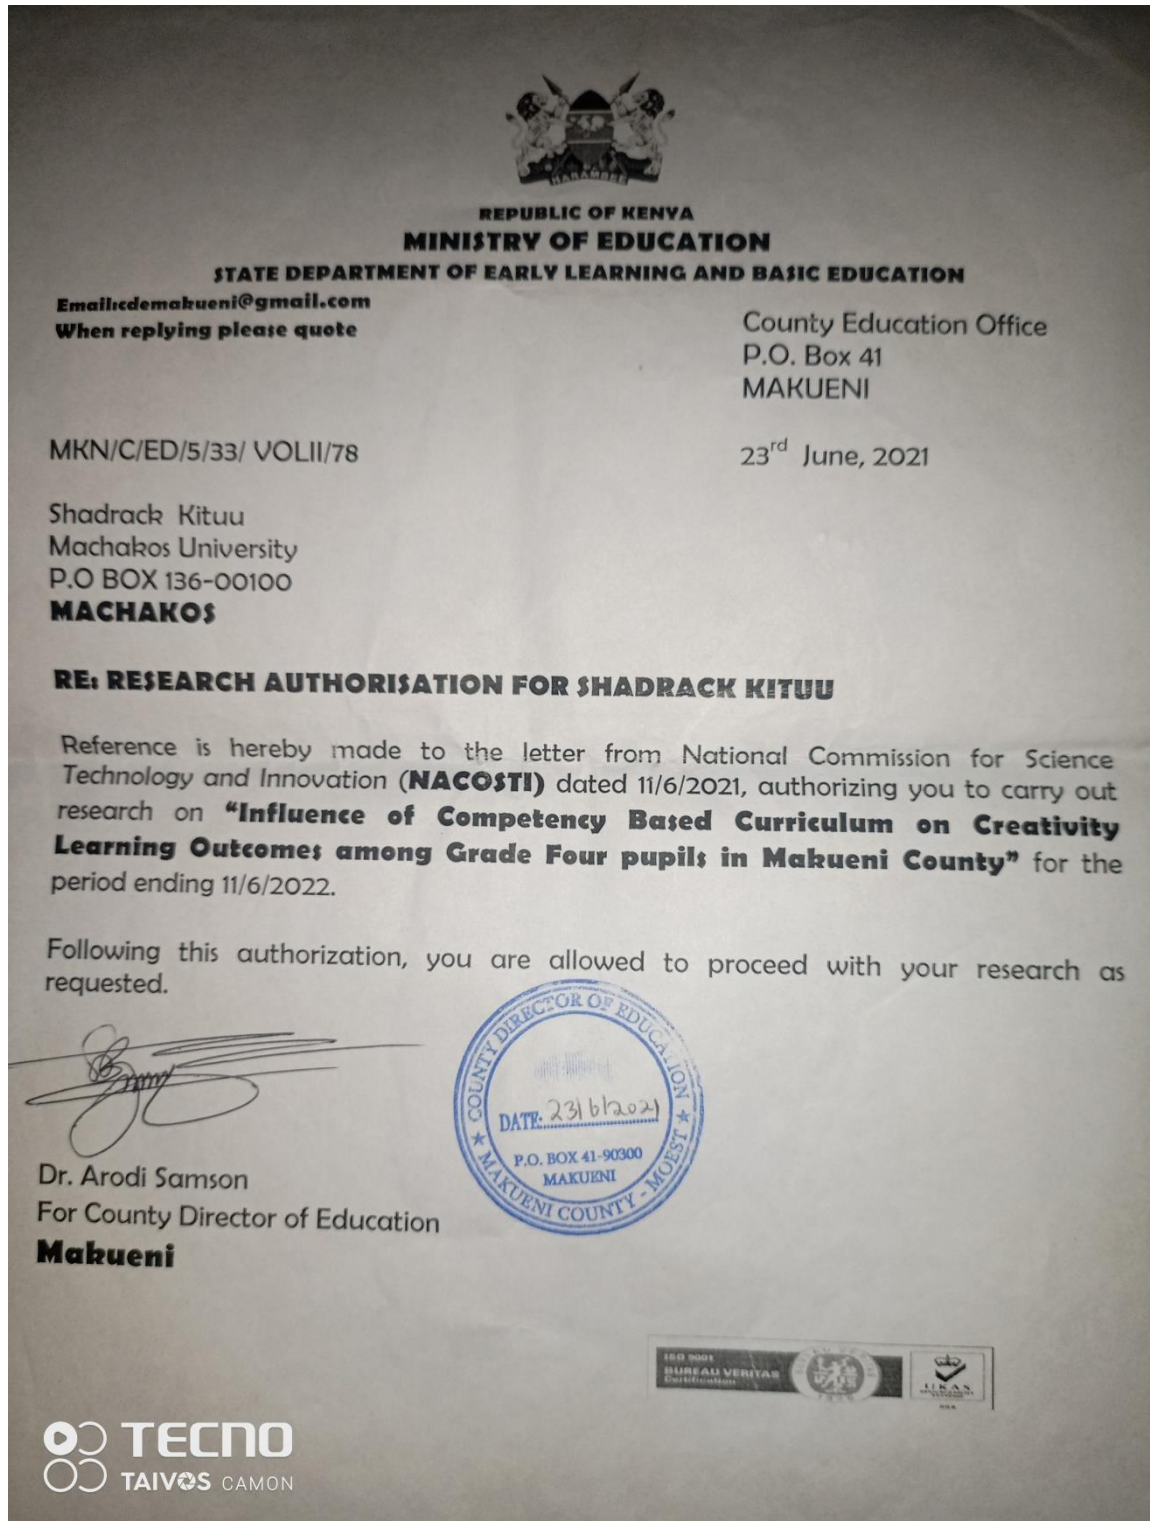 HARAMBEE
REPUBLIC OF KENYA
MINISTRY OF EDUCATION
STATE DEPARTMENT OF EARLY LEARNING AND BASIC EDUCATION
Email:cdemakueni@gmail.com
When replying please quote
County Education Office
P.O. Box 41
MAKUENI
MKN/C/ED/5/33/ VOLII/78
23rd June, 2021
Shadrack Kituu
Machakos University
P.O BOX 136-00100
MACHAKOS
RE: RESEARCH AUTHORISATION FOR SHADRACK KITUU
Reference is hereby made to the letter from National Commission for Science
Technology and Innovation (NACOSTI) dated 11/6/2021, authorizing you to carry out
research on “Influence of Competency Based Curriculum on Creativity
Learning Outcomes among Grade Four pupils in Makueni County” for the
period ending 11/6/2022.
Following this authorization, you are allowed to proceed with your research as
requested.
COUNTY DIRECTOR OF EDUCATION
DATE: 23/6/2021
P.O. BOX 41-90300
MAKUENI
MAKUENI COUNTY - MOEST
Dr. Arodi Samson
For County Director of Education
Makueni
ISO 9001
BUREAU VERITAS
Certification
UKAS
TECNO
TAIVOS CAMON